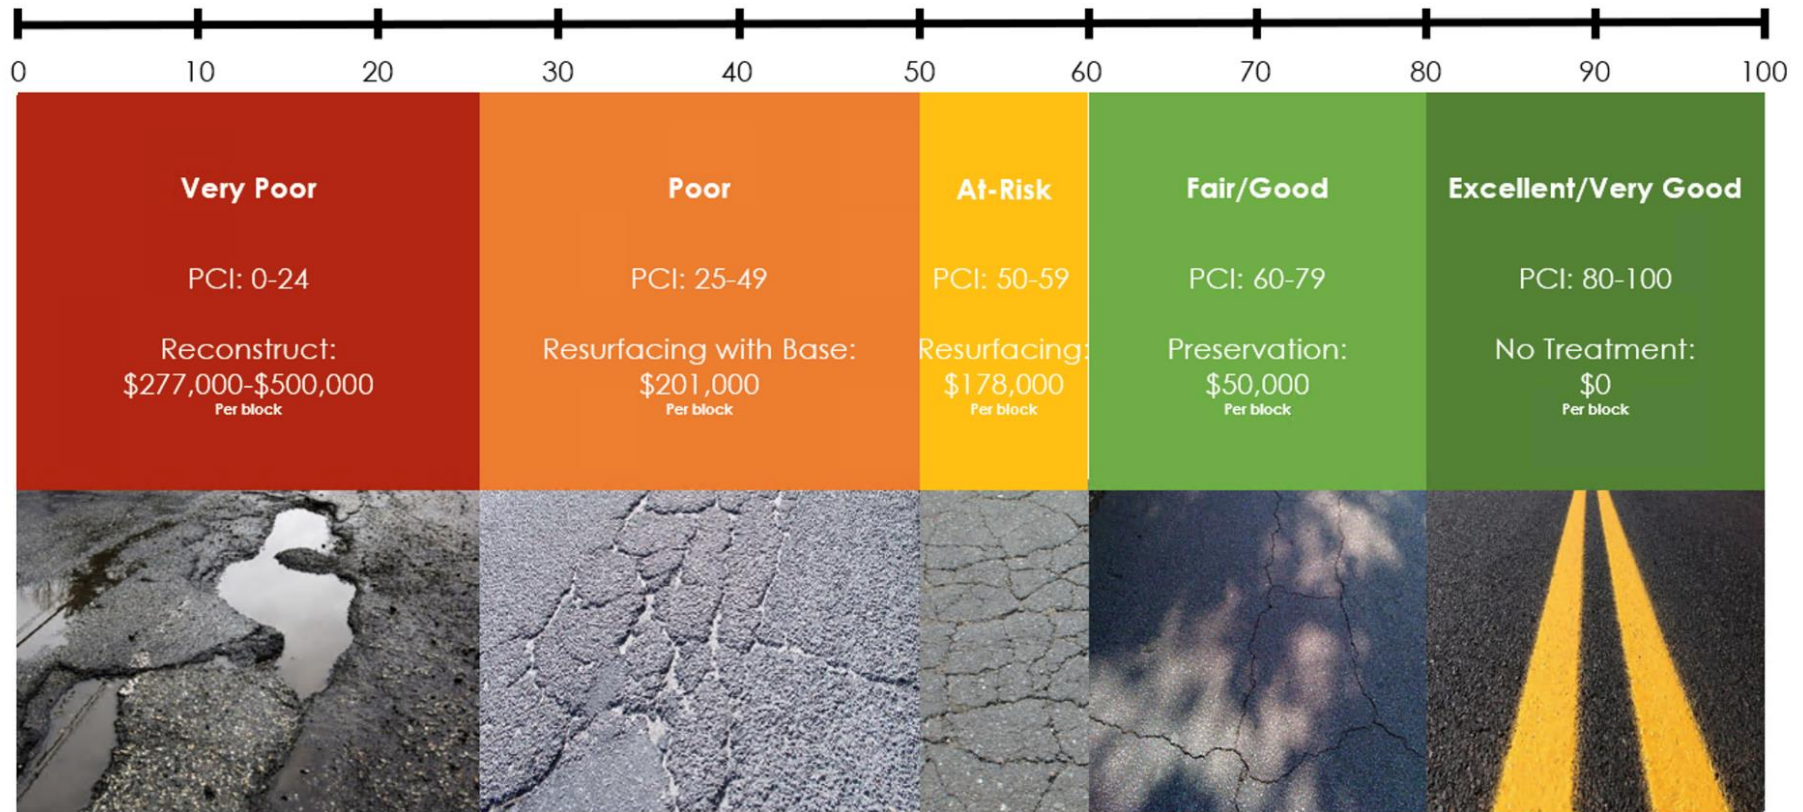 0 10 20 30 40 50 60 70 80 90 100
Very Poor
PCI: 0-24
Reconstruct:
$277,000-$500,000
Per block
Poor
PCI: 25-49
Resurfacing with Base:
$201,000
Per block
At-Risk
PCI: 50-59
Resurfacing:
$178,000
Per block
Fair/Good
PCI: 60-79
Preservation:
$50,000
Per block
Excellent/Very Good
PCI: 80-100
No Treatment:
$0
Per block